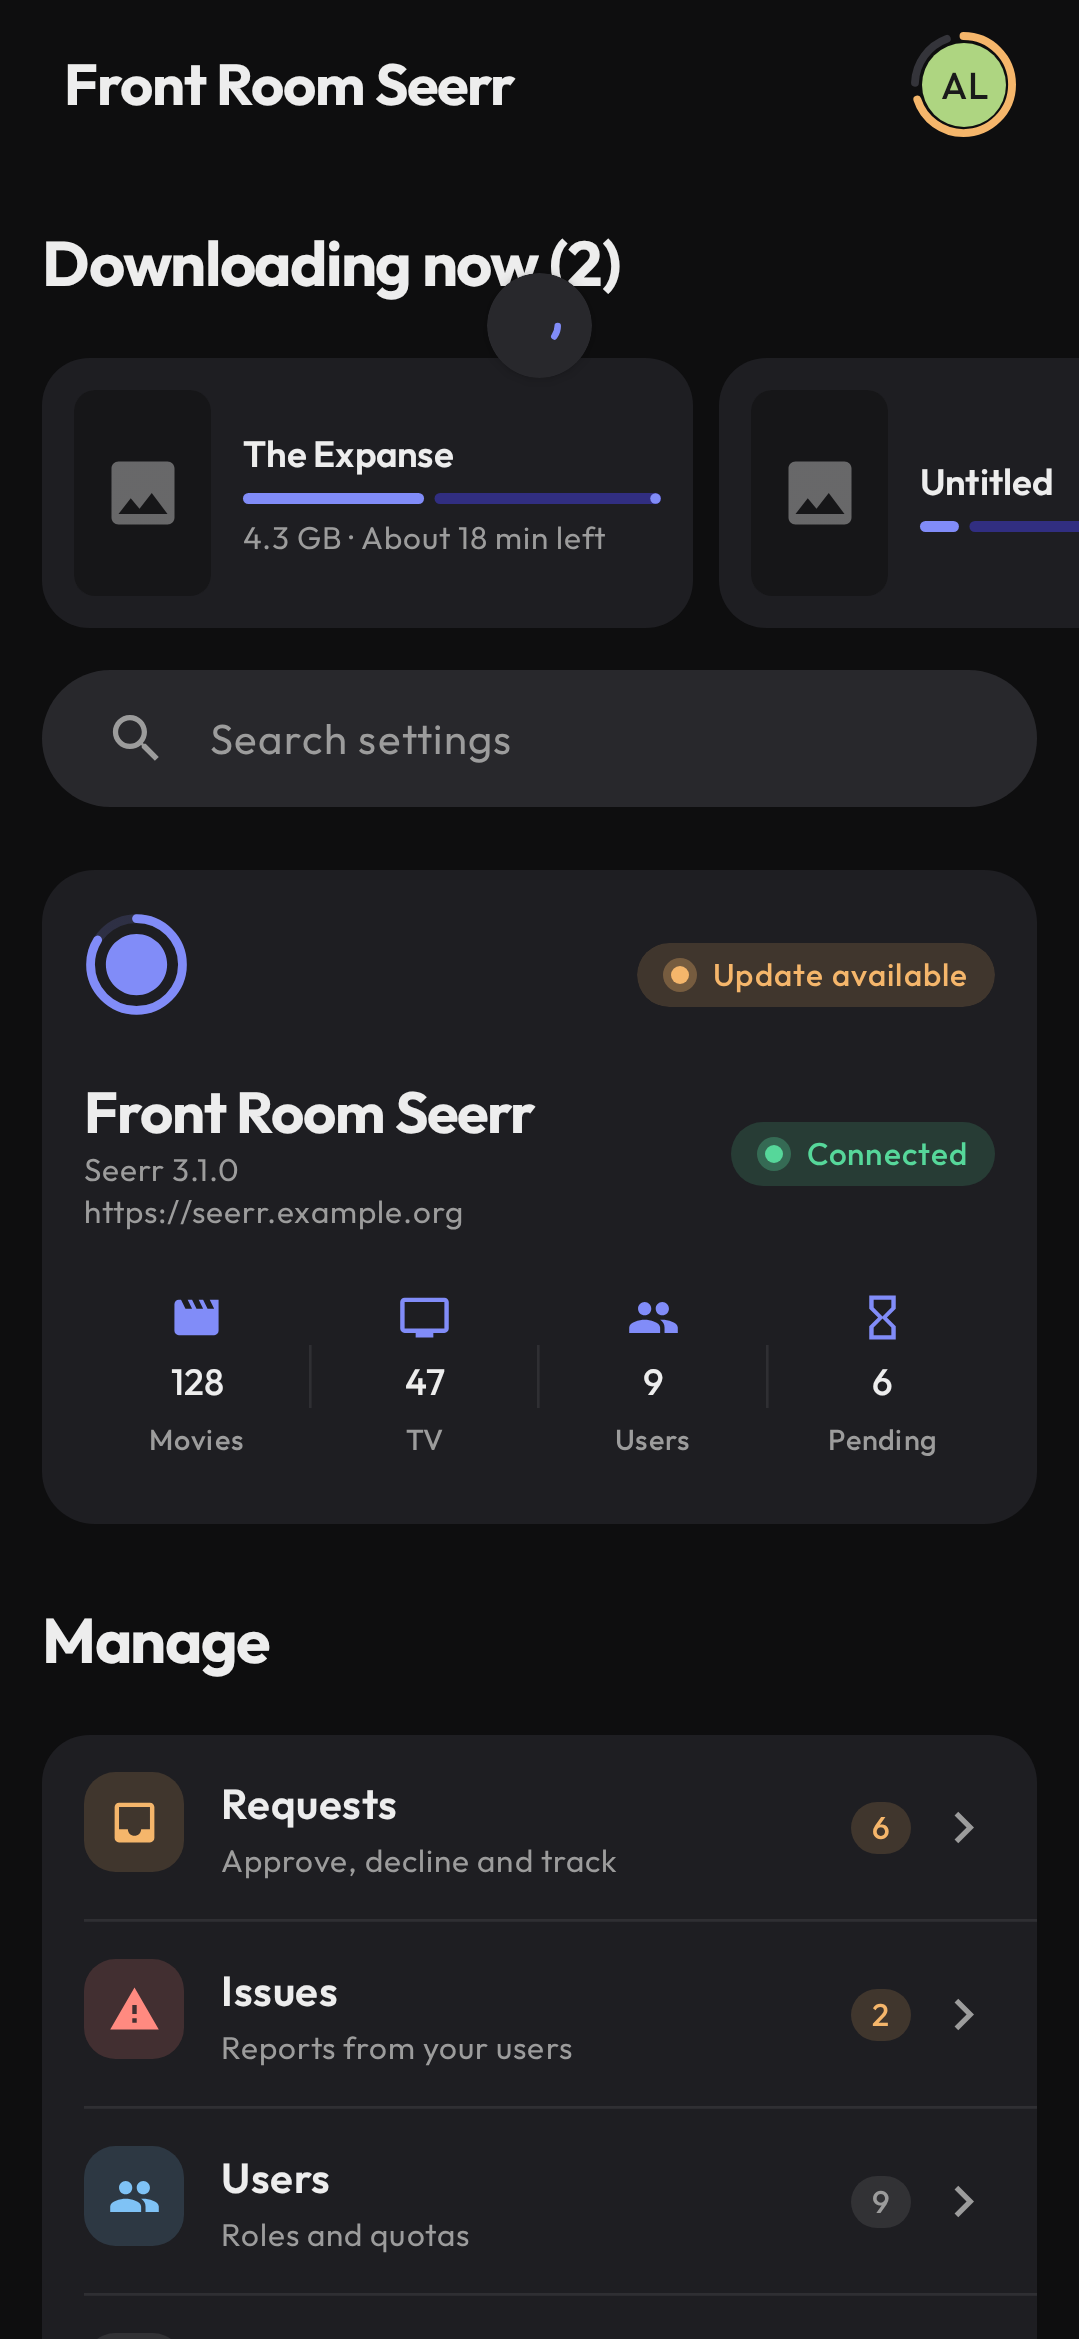 Front Room Seerr
AL
Downloading now (2)
The Expanse
4.3 GB · About 18 min left
Untitled
Search settings
Update available
Front Room Seerr
Connected
Seerr 3.1.0
https://seerr.example.org
128
47
9
6
Movies
TV
Users
Pending
Manage
Requests
Approve, decline and track
6
Issues
Reports from your users
2
Users
Roles and quotas
9